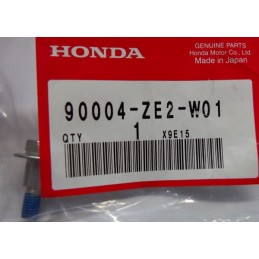 HONDA
GENUINE PARTS
Honda Motor Co., Ltd.
Made in Japan
90004-ZE2-W01
QTY 1 X9E15